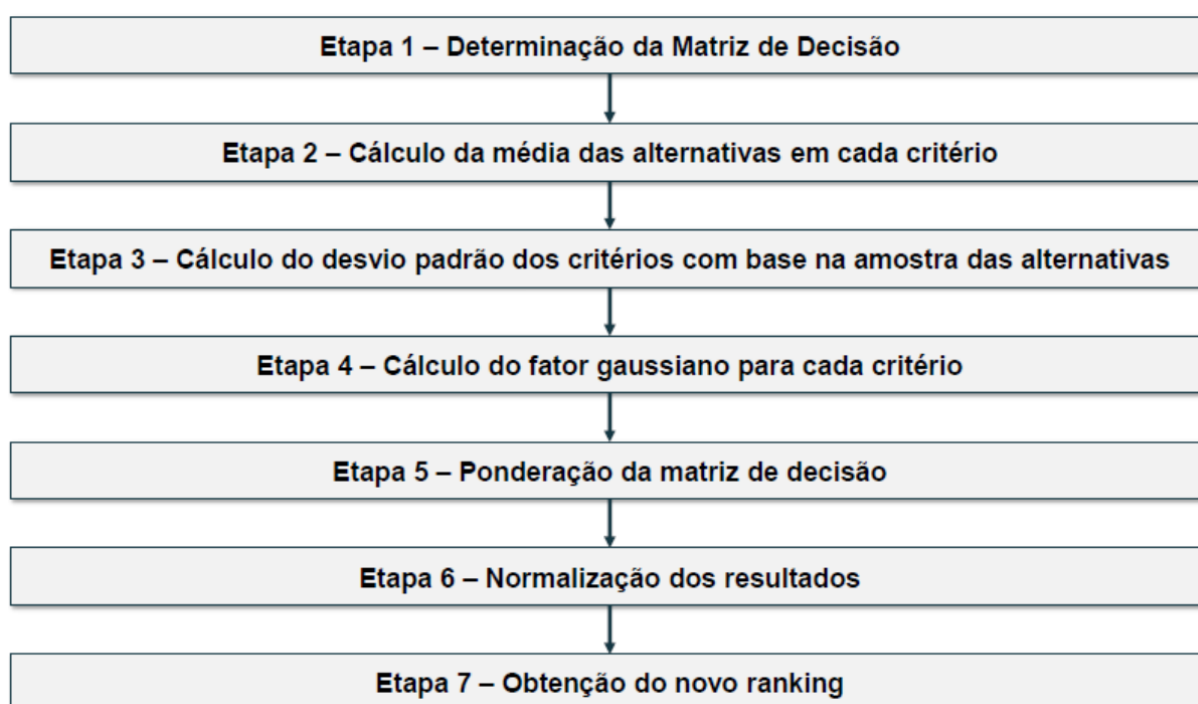 Etapa 1 – Determinação da Matriz de Decisão
Etapa 2 – Cálculo da média das alternativas em cada critério
Etapa 3 – Cálculo do desvio padrão dos critérios com base na amostra das alternativas
Etapa 4 – Cálculo do fator gaussiano para cada critério
Etapa 5 – Ponderação da matriz de decisão
Etapa 6 – Normalização dos resultados
Etapa 7 – Obtenção do novo ranking